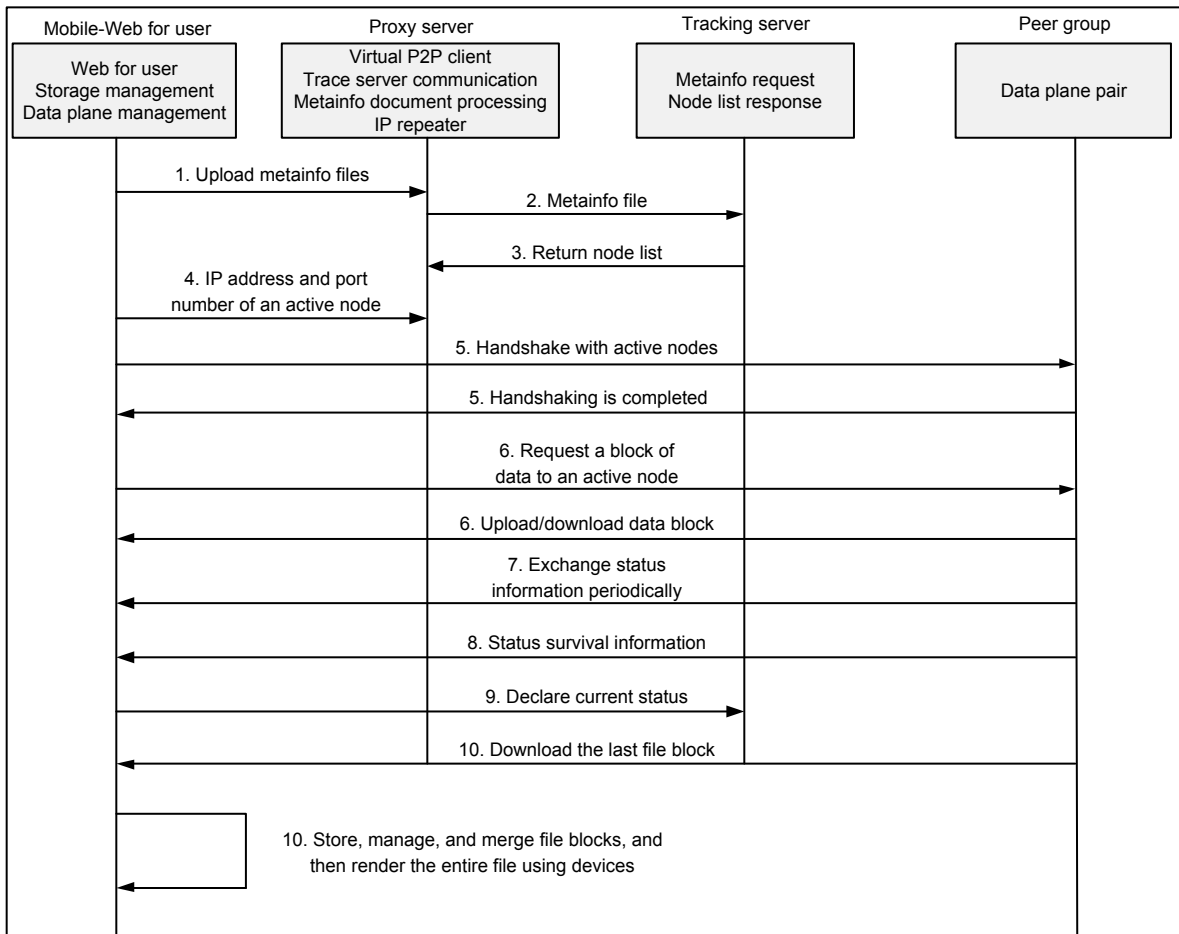 Mobile-Web for user
Proxy server
Tracking server
Peer group
Web for user
Storage management
Data plane management
Virtual P2P client
Trace server communication
Metainfo document processing
IP repeater
Metainfo request
Node list response
Data plane pair
1. Upload metainfo files
2. Metainfo file
3. Return node list
4. IP address and port
number of an active node
5. Handshake with active nodes
5. Handshaking is completed
6. Request a block of
data to an active node
6. Upload/download data block
7. Exchange status
information periodically
8. Status survival information
9. Declare current status
10. Download the last file block
10. Store, manage, and merge file blocks, and
then render the entire file using devices